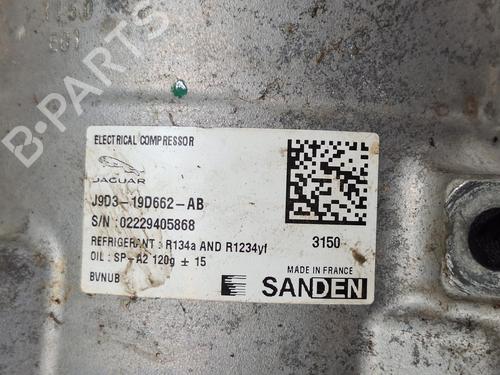 1150
ELECTRICAL COMPRESSOR
JAGUAR
J9D3-19D662-AB
S/N : 02229405868
REFRIGERANT : R134a AND R1234yf
OIL : SP-A2 120g ± 15
BVNUB
3150
MADE IN FRANCE
SANDEN
B-PARTS